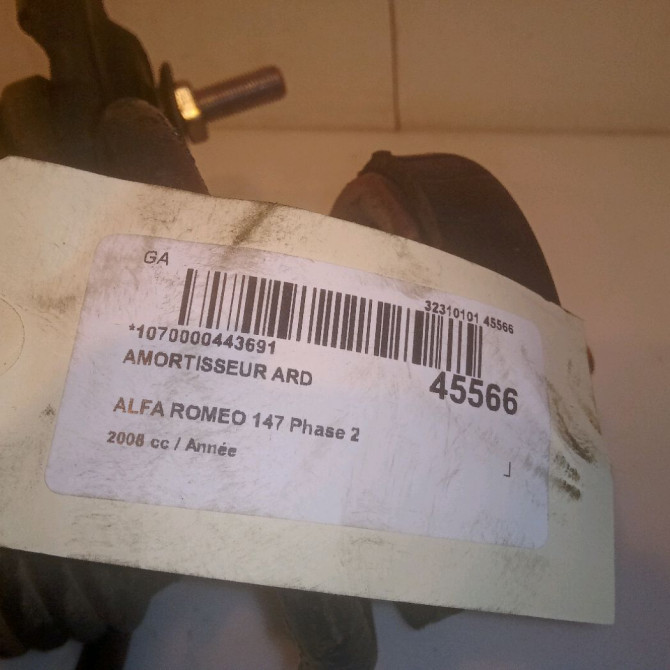 GA
32310101 45566
*1070000443691
AMORTISSEUR ARD
45566
ALFA ROMEO 147 Phase 2
2008 cc / Année